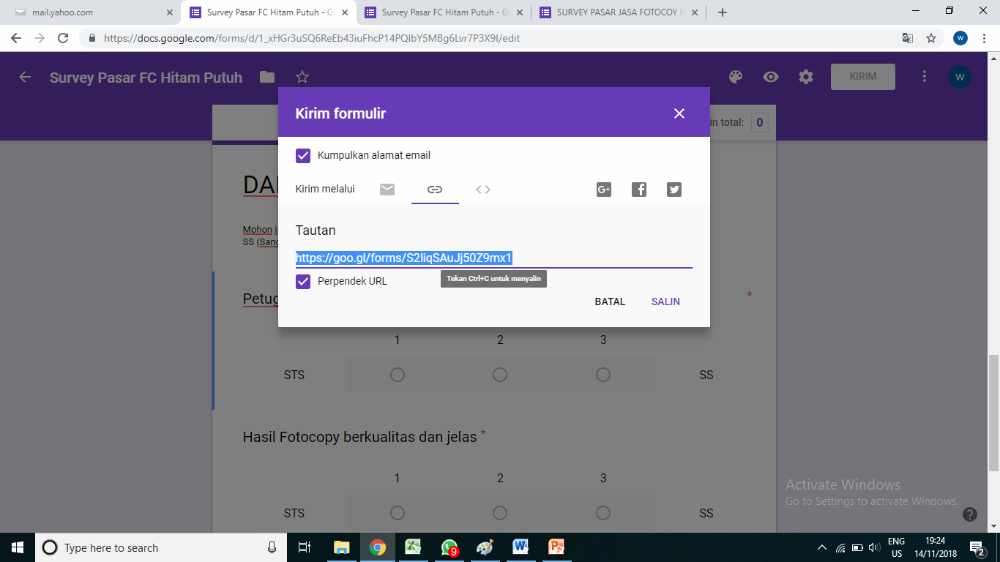 mail.yahoo.com
Survey Pasar FC Hitam Putuh - Go
Survey Pasar FC Hitam Putuh - G
SURVEY PASAR JASA FOTOCOY H
https://docs.google.com/forms/d/1_xHGr3uSQ6ReEb43iuFhcP14PQIbY5MBg6Lvr7P3X9I/edit
W
Survey Pasar FC Hitam Putuh
KIRIM
W
Kirim formulir
in total:
0
Kumpulkan alamat email
Kirim melalui
G+
DA
Mohon i
SS (Sang
Tautan
https://goo.gl/forms/S2liqSAuJj50Z9mx1
Tekan Ctrl+C untuk menyalin
Perpendek URL
BATAL
SALIN
Petug
*
1 2 3
STS SS
Hasil Fotocopy berkualitas dan jelas *
1 2 3
STS SS
Activate Windows
Go to Settings to activate Windows.
Type here to search
9
ENG
US
19:24
14/11/2018
2